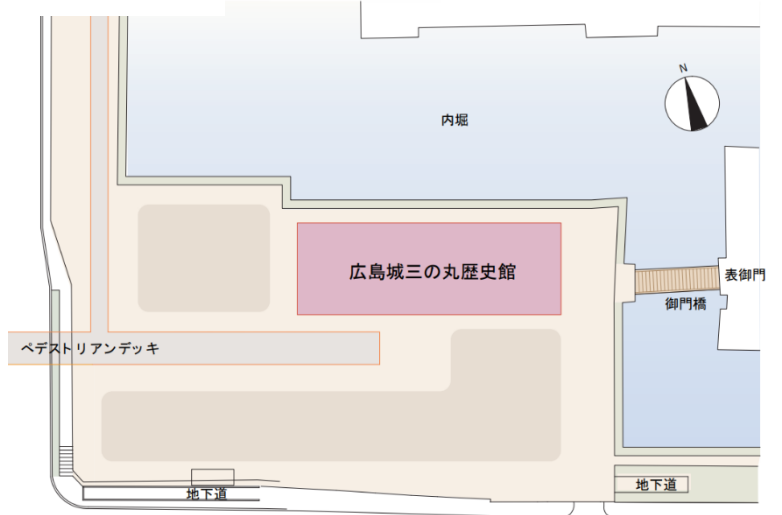 N
内堀
広島城三の丸歴史館
表御門
御門橋
ペデストリアンデッキ
地下道
地下道